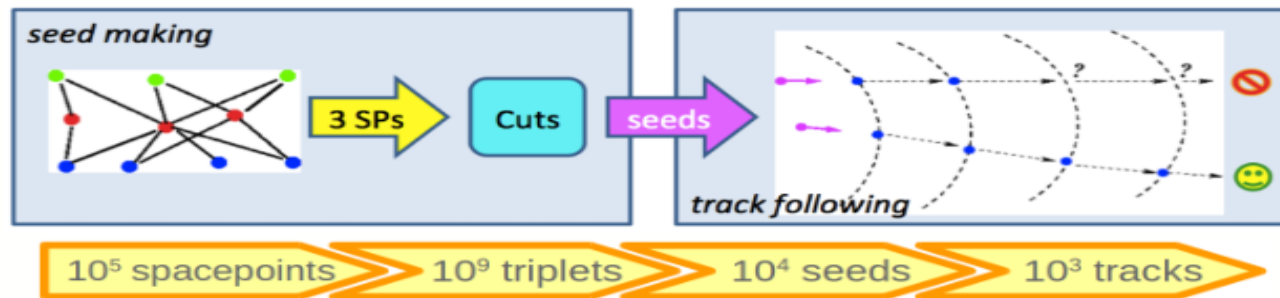 seed making
3 SPs
Cuts
seeds
? ?
track following
10⁵ spacepoints
10⁹ triplets
10⁴ seeds
10³ tracks